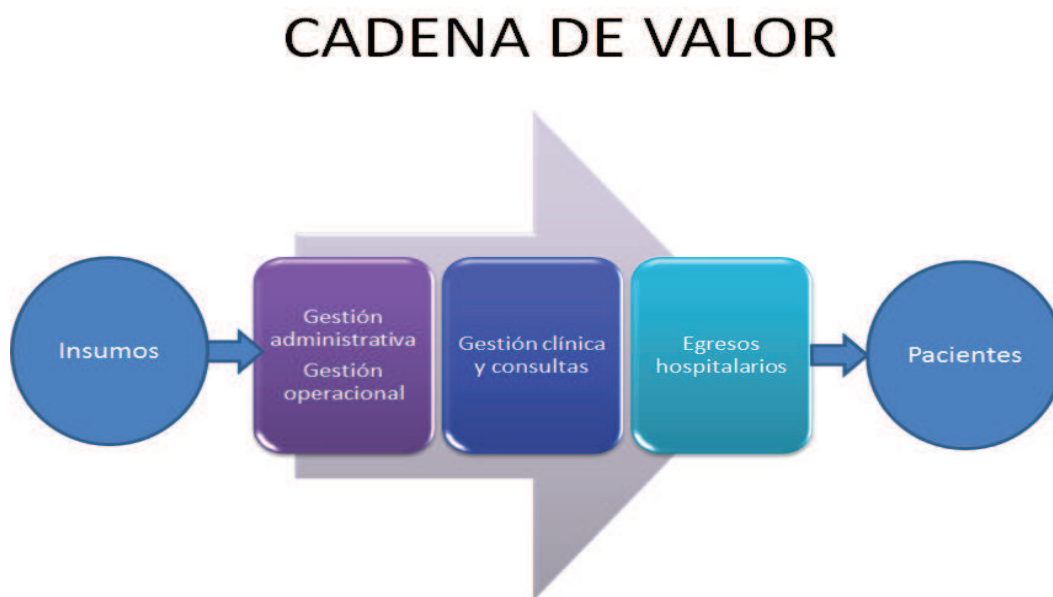 CADENA DE VALOR
Insumos
Gestión
administrativa
Gestión
operacional
Gestión clínica
y consultas
Egresos
hospitalarios
Pacientes